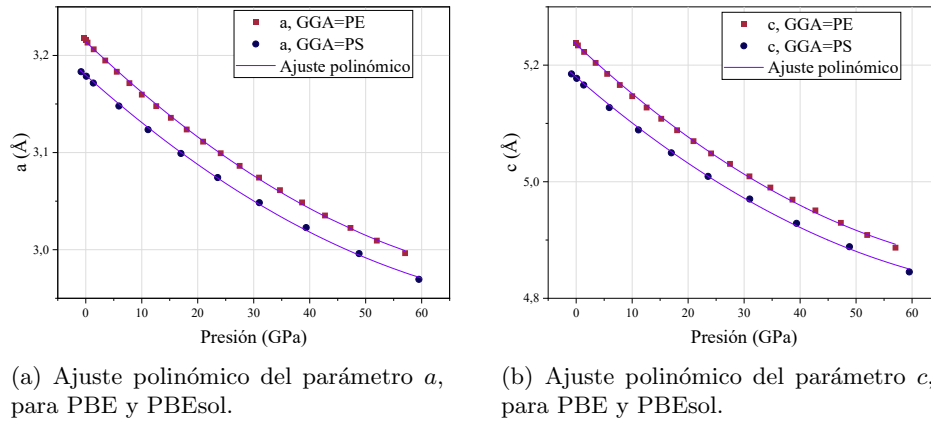 a, GGA=PE
a, GGA=PS
Ajuste polinómico
3,2
3,1
3,0
a (Å)
0 10 20 30 40 50 60
Presión (GPa)
(a) Ajuste polinómico del parámetro a,
para PBE y PBEsol.
c, GGA=PE
c, GGA=PS
Ajuste polinómico
5,2
5,0
4,8
c (Å)
0 10 20 30 40 50 60
Presión (GPa)
(b) Ajuste polinómico del parámetro c,
para PBE y PBEsol.